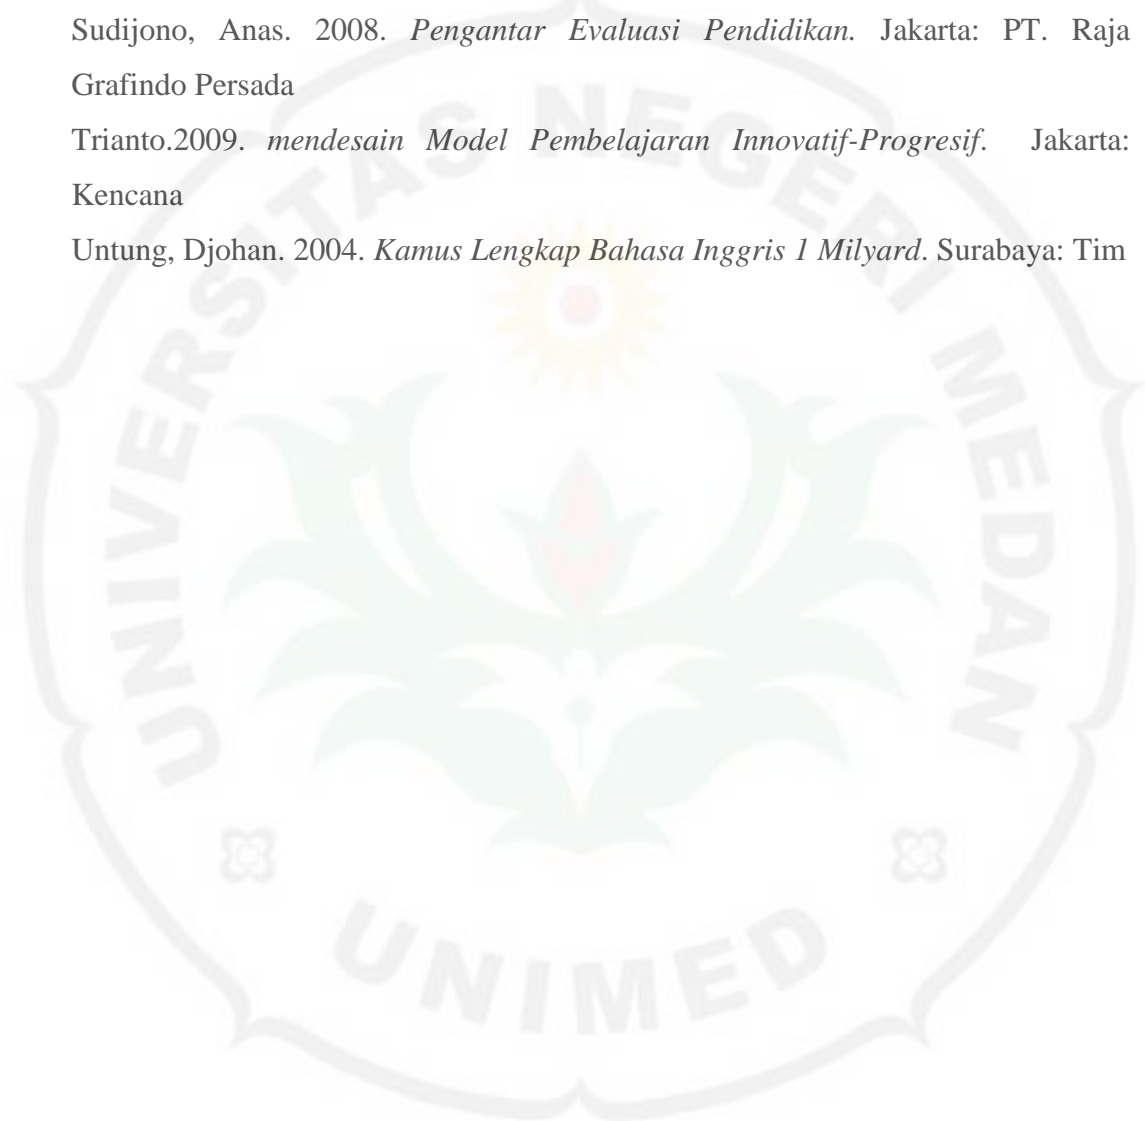 Sudijono, Anas. 2008. Pengantar Evaluasi Pendidikan. Jakarta: PT. Raja
Grafindo Persada
Trianto.2009. mendesain Model Pembelajaran Innovatif-Progresif. Jakarta:
Kencana
Untung, Djohan. 2004. Kamus Lengkap Bahasa Inggris 1 Milyard. Surabaya: Tim
UNIVERSITAS NEGERI MEDAN
UNIMED